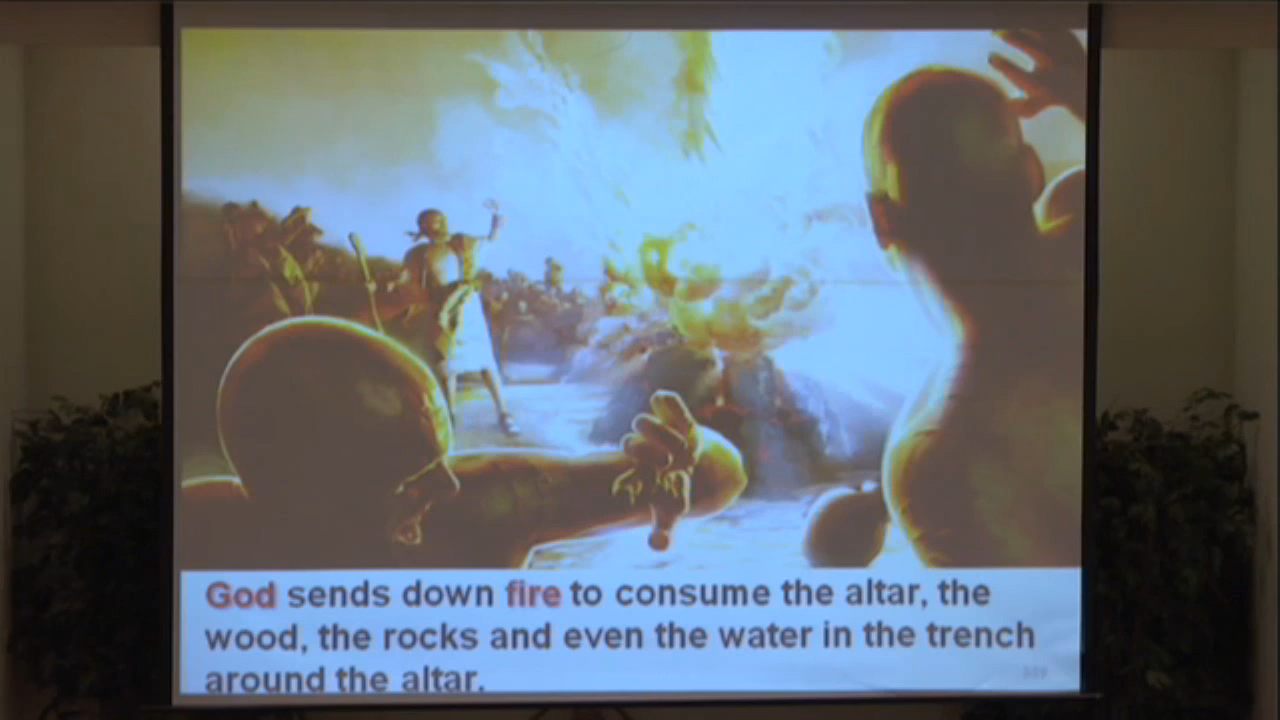 God sends down fire to consume the altar, the
wood, the rocks and even the water in the trench
around the altar.